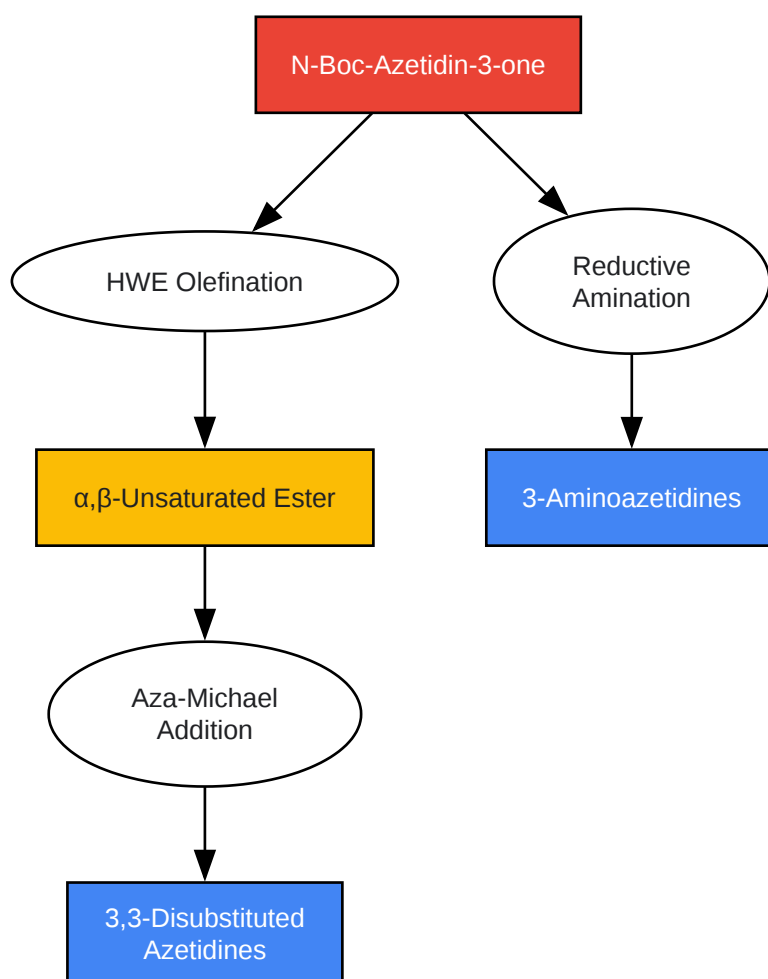 N-Boc-Azetidin-3-one
HWE Olefination
Reductive
Amination
α,β-Unsaturated Ester
3-Aminoazetidines
Aza-Michael
Addition
3,3-Disubstituted
Azetidines